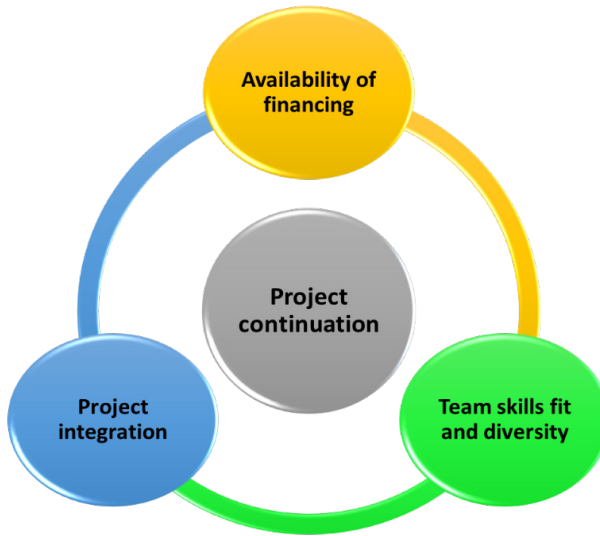 Availability of
financing
Project
continuation
Project
integration
Team skills fit
and diversity